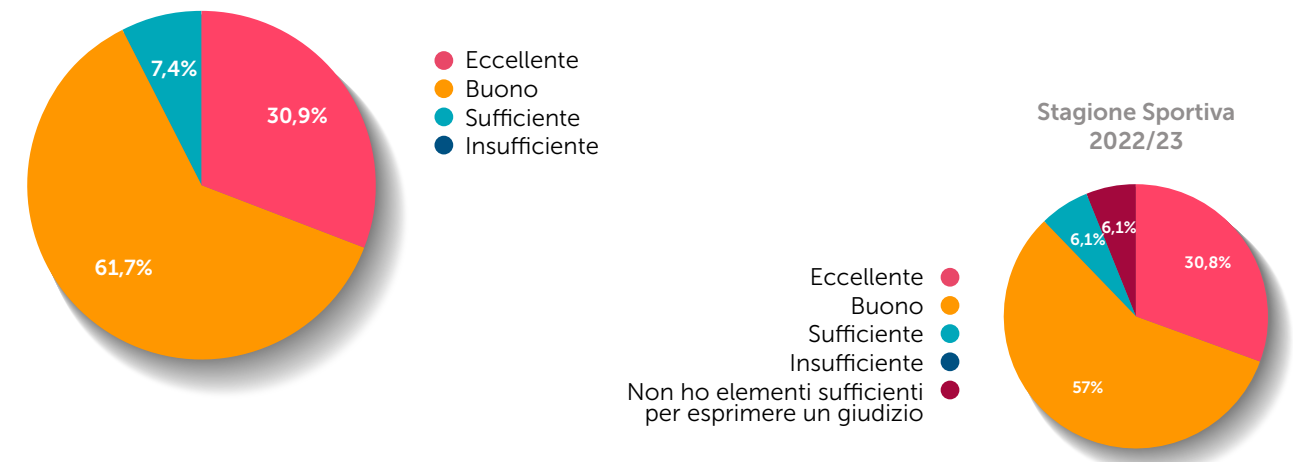 7,4%
30,9%
61,7%
Eccellente
Buono
Sufficiente
Insufficiente
Stagione Sportiva
2022/23
6,1%
6,1%
30,8%
57%
Eccellente
Buono
Sufficiente
Insufficiente
Non ho elementi sufficienti
per esprimere un giudizio